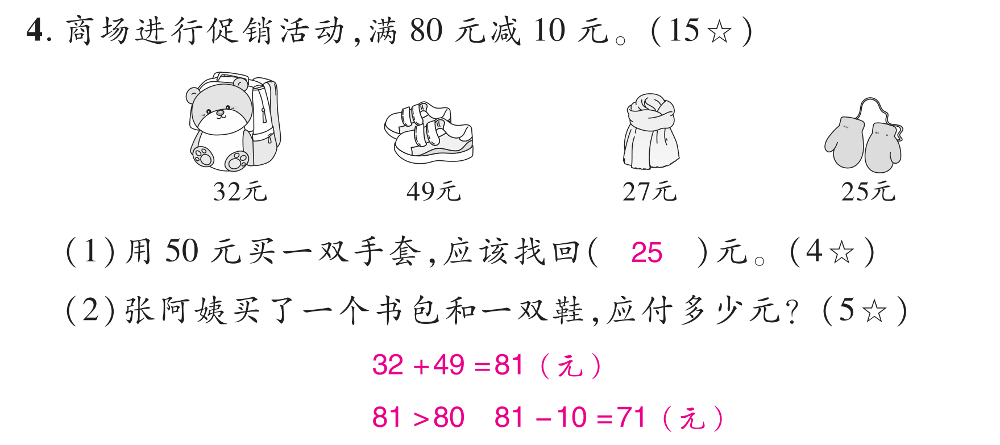 4. 商场进行促销活动,满 80 元减 10 元。(15☆)
32元 49元 27元 25元
(1)用 50 元买一双手套,应该找回( 25 )元。(4☆)
(2)张阿姨买了一个书包和一双鞋,应付多少元?(5☆)
32 +49 =81(元)
81 >80 81 -10 =71(元)